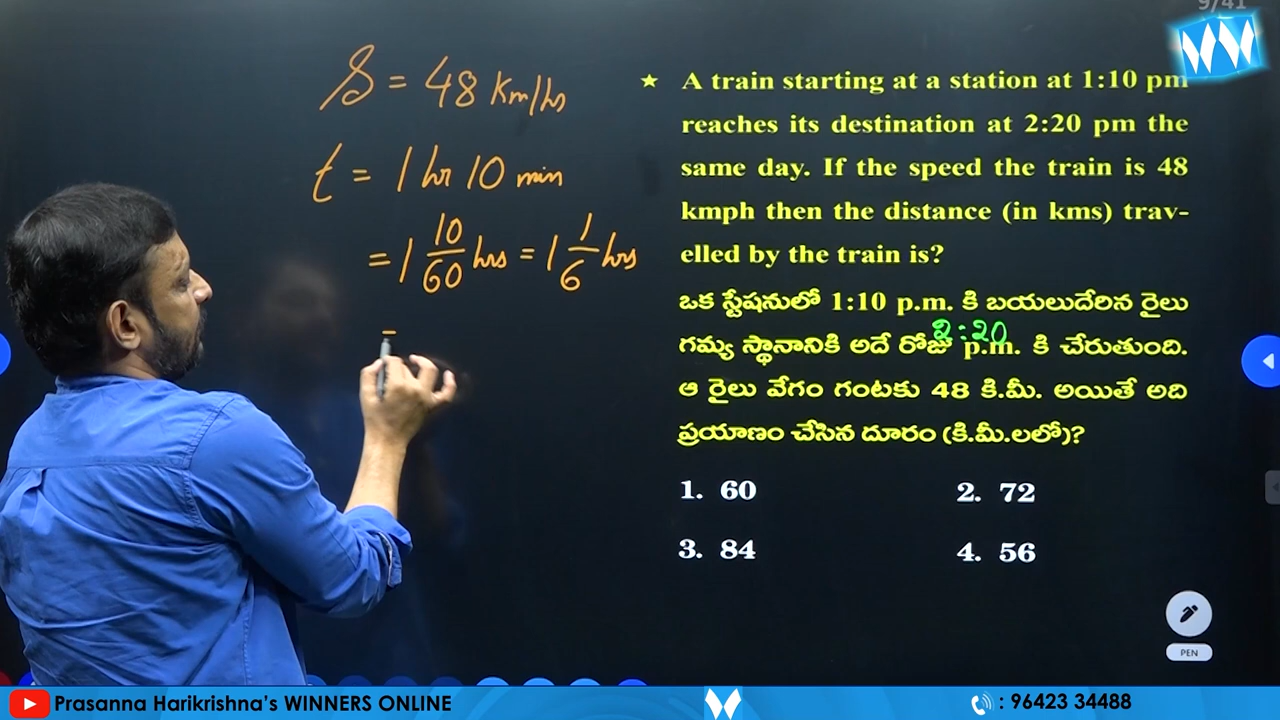 9/41
S = 48 Km/hs
t = 1 hr 10 min
= 1 10/60 hrs = 1 1/6 hrs
=
★ A train starting at a station at 1:10 pm
reaches its destination at 2:20 pm the
same day. If the speed the train is 48
kmph then the distance (in kms) trav-
elled by the train is?
ఒక స్టేషనులో 1:10 p.m. కి బయలుదేరిన రైలు
2:20
గమ్య స్థానానికి అదే రోజు p.m. కి చేరుతుంది.
ఆ రైలు వేగం గంటకు 48 కి.మీ. అయితే అది
ప్రయాణం చేసిన దూరం (కి.మీ.లలో)?
1. 60 2. 72
3. 84 4. 56
PEN
Prasanna Harikrishna's WINNERS ONLINE
: 96423 34488